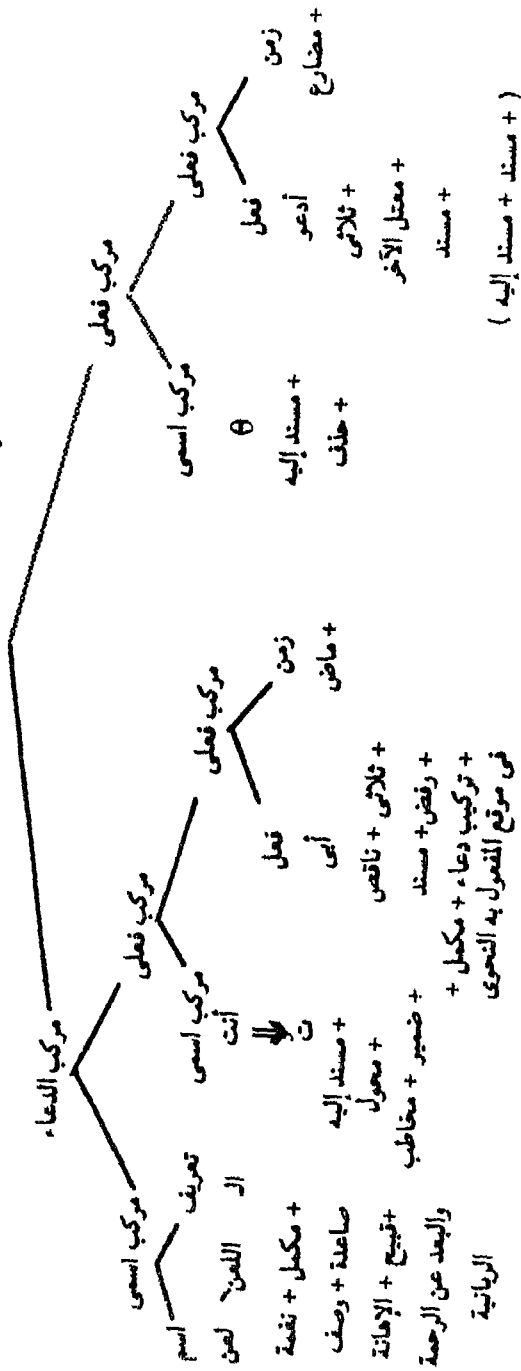 مركب الدعاء
مركب فعلى
مركب اسمى
مركب فعلى
مركب اسمى
مركب فعلى
مركب اسمى
مركب فعلى
اسم
تعريف
فعل
زمن
فعل
زمن
لعن
اللعن
الـ
أنت
أبى
+ ماض
θ
أدعو
+ مضارع
ت
+ مكمل + نغمة
صاعدة + وصف
+ قبيح + الإهانة
والبعد عن الرحمة
الربانية
+ مسند إليه
+ محول
+ ضمير + مخاطب
+ ثلاثى + ناقص
+ رفض + مسند
+ تركيب دعاء + مكمل +
فى موقع المفعول به النحوى
+ مسند إليه
+ حذف
+ ثلاثى
+ معتل الآخر
+ مسند
( + مسند + مسند إليه )